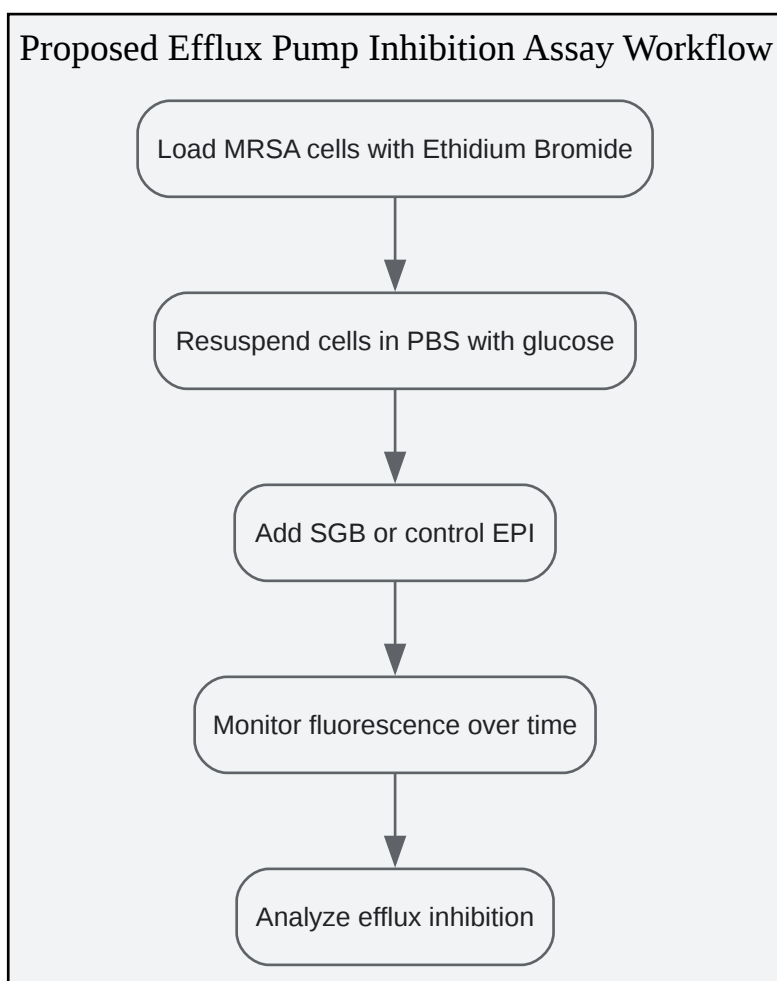 Proposed Efflux Pump Inhibition Assay Workflow
Load MRSA cells with Ethidium Bromide
Resuspend cells in PBS with glucose
Add SGB or control EPI
Monitor fluorescence over time
Analyze efflux inhibition